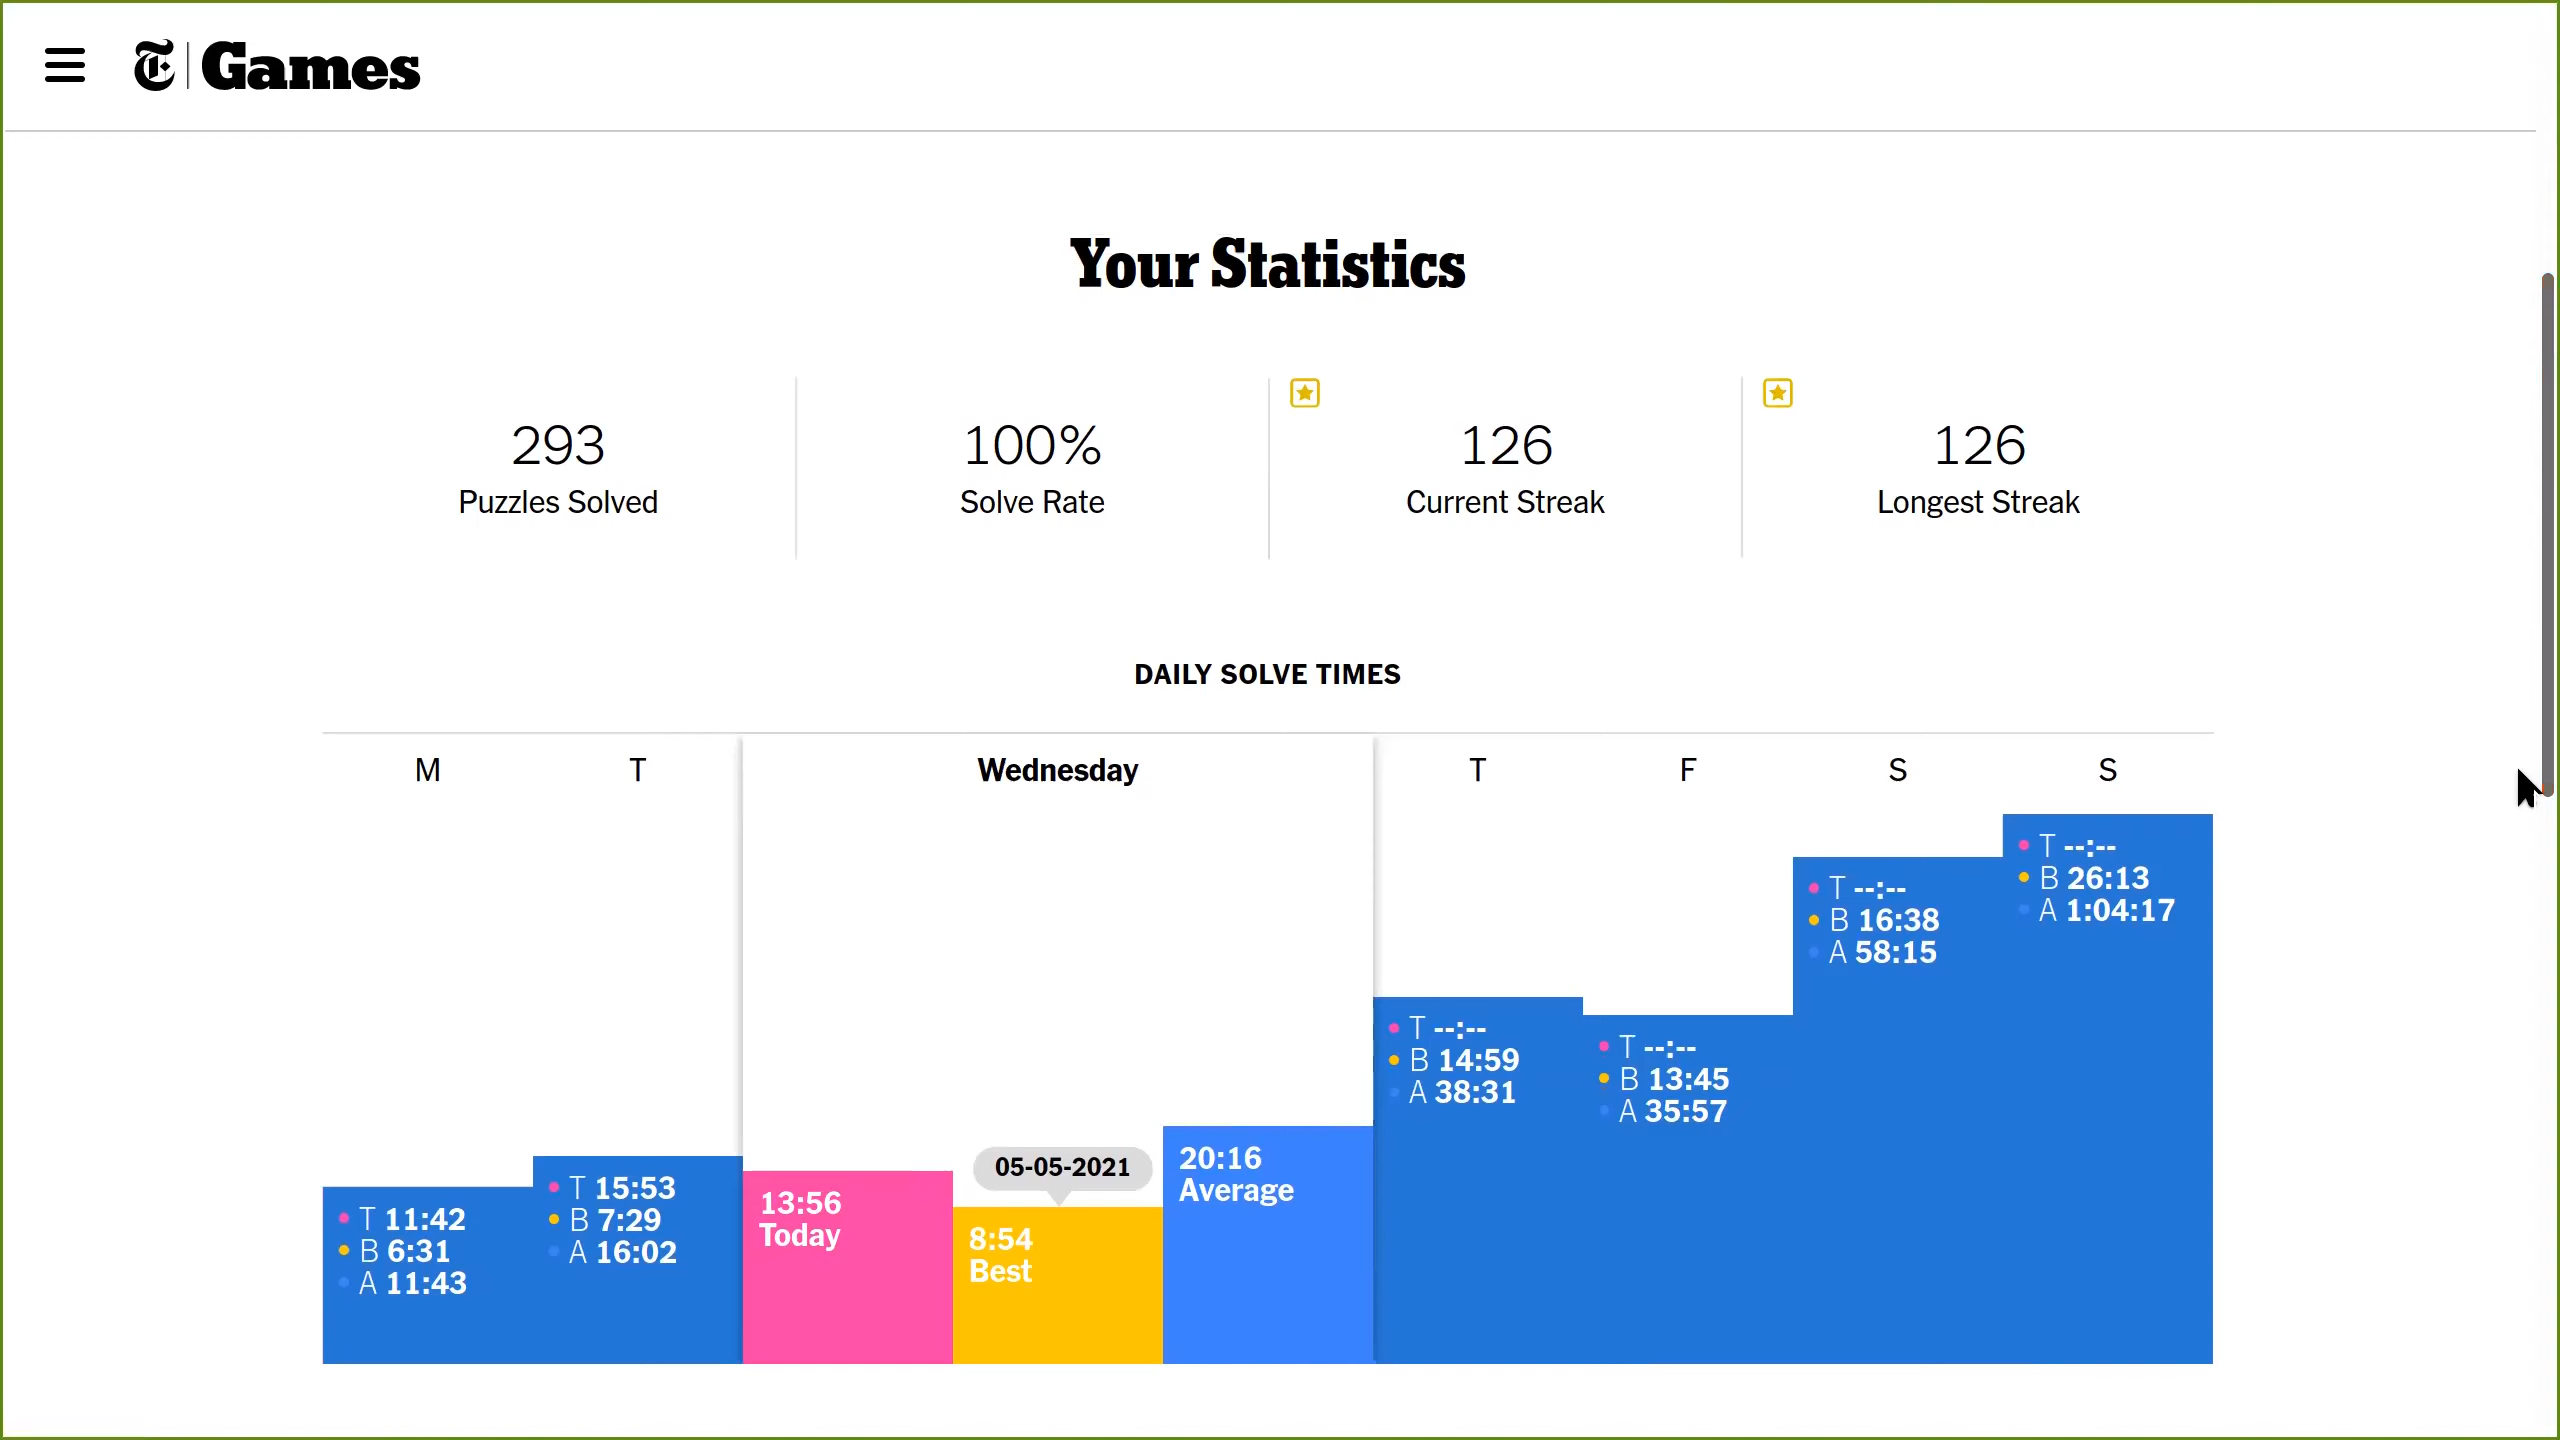 T Games
Your Statistics
293
Puzzles Solved
100%
Solve Rate
126
Current Streak
126
Longest Streak
DAILY SOLVE TIMES
M
T
Wednesday
T
F
S
S
T 11:42
B 6:31
A 11:43
T 15:53
B 7:29
A 16:02
13:56
Today
05-05-2021
8:54
Best
20:16
Average
T --:--
B 14:59
A 38:31
T --:--
B 13:45
A 35:57
T --:--
B 16:38
A 58:15
T --:--
B 26:13
A 1:04:17